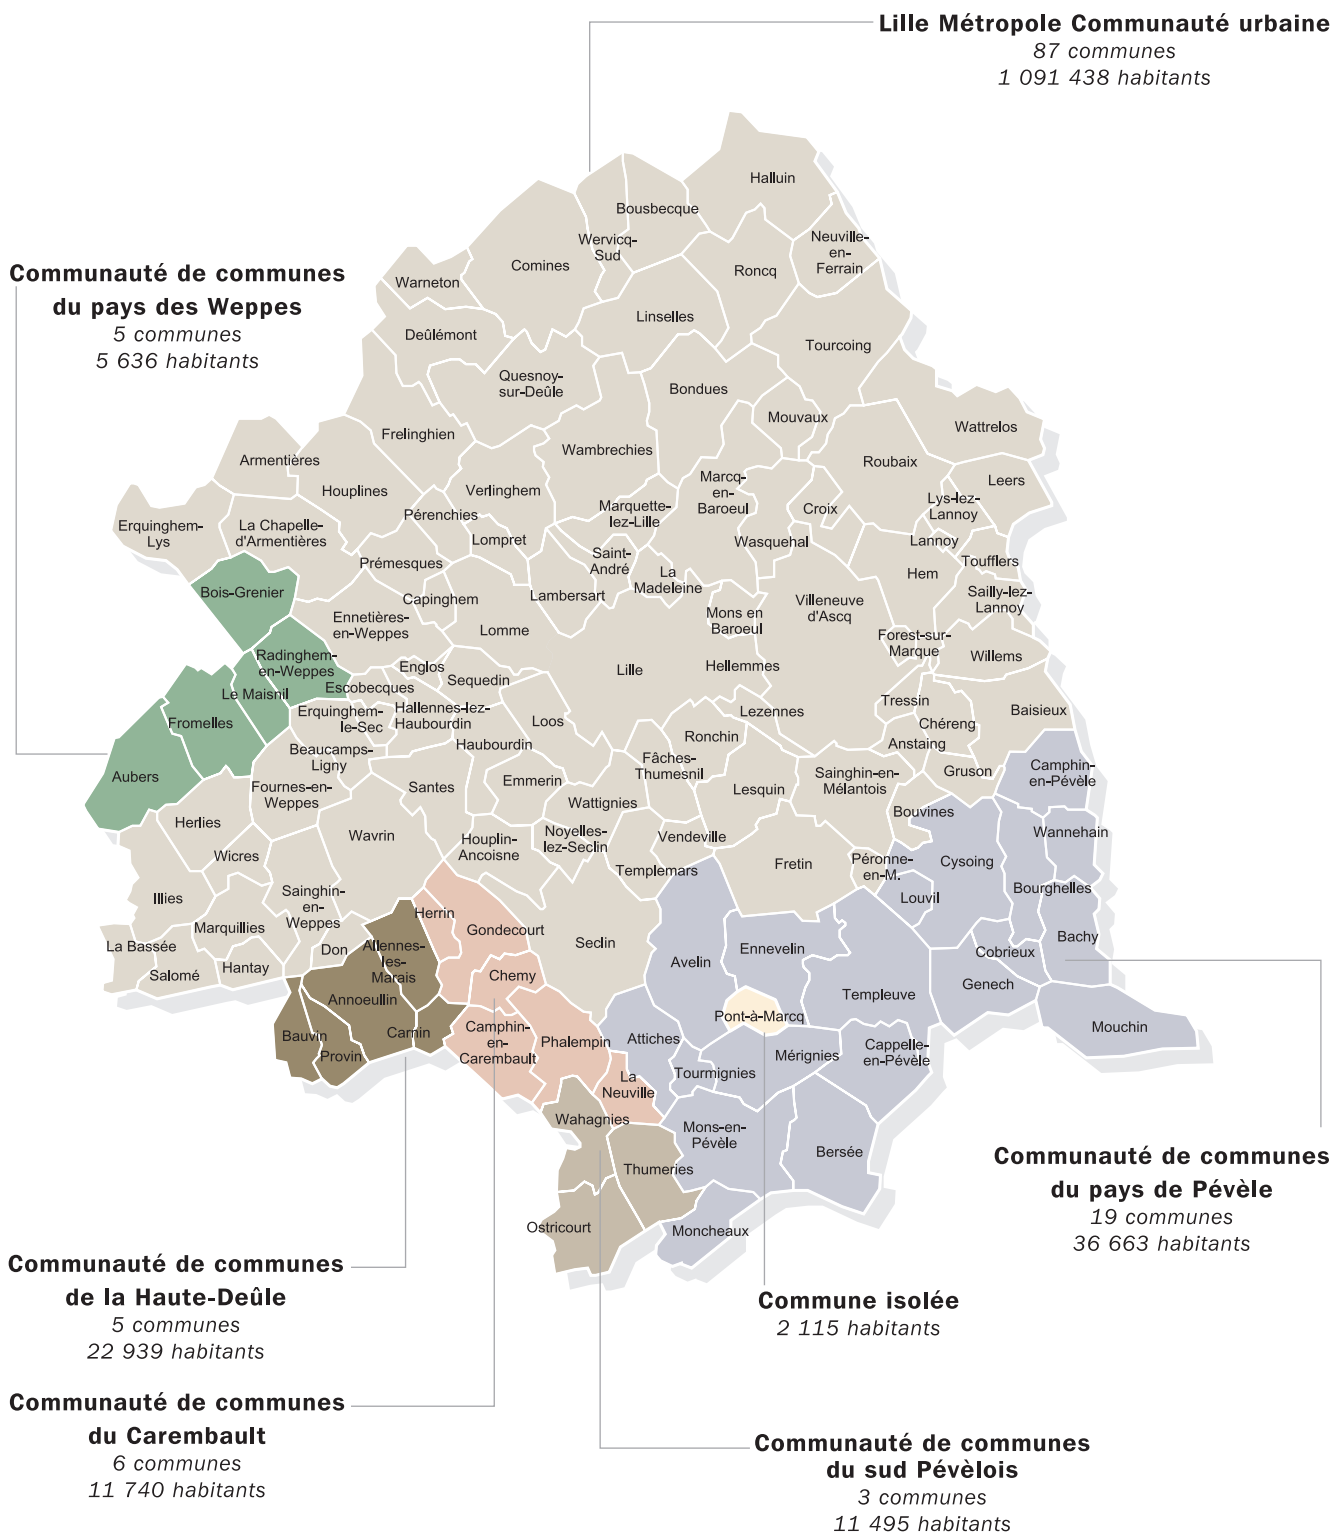 Lille Métropole Communauté urbaine
87 communes
1 091 438 habitants
Communauté de communes
du pays des Weppes
5 communes
5 636 habitants
Halluin
Bousbecque
Wervicq-
Sud
Neuville-
en-
Ferrain
Comines
Roncq
Warneton
Linselles
Deûlémont
Tourcoing
Quesnoy-
sur-Deûle
Bondues
Mouvaux
Wattrelos
Frelinghien
Wambrechies
Roubaix
Armentières
Houplines
Verlinghem
Marcq-
en-
Baroeul
Leers
Croix
Lys-lez-
Lannoy
Pérenchies
Marquette-
lez-Lille
Erquinghem-
Lys
La Chapelle-
d'Armentières
Lompret
Wasquehal
Lannoy
Prémesques
Saint-
André
La
Madeleine
Hem
Toufflers
Bois-Grenier
Capinghem
Lambersart
Sailly-lez-
Lannoy
Ennetières-
en-Weppes
Lomme
Mons en
Baroeul
Villeneuve
d'Ascq
Forest-sur-
Marque
Willems
Radinghem-
en-Weppes
Englos
Sequedin
Lille
Hellemmes
Escobecques
Le Maisnil
Tressin
Baisieux
Fromelles
Erquinghem-
le-Sec
Hallennes-lez-
Haubourdin
Loos
Lezennes
Chéreng
Ronchin
Anstaing
Haubourdin
Beaucamps-
Ligny
Aubers
Fâches-
Thumesnil
Gruson
Camphin-
en-Pévèle
Fournes-en-
Weppes
Santes
Emmerin
Lesquin
Sainghin-en-
Mélantois
Wattignies
Bouvines
Herlies
Wavrin
Houplin-
Ancoisne
Noyelles-
lez-Seclin
Vendeville
Wannehain
Wicres
Templemars
Fretin
Péronne-
en-M.
Cysoing
Illies
Sainghin-
en-
Weppes
Louvil
Bourghelles
Herrin
Marquillies
Gondecourt
La Bassée
Don
Allennes-
les-
Marais
Seclin
Ennevelin
Bachy
Salomé
Hantay
Avelin
Cobrieux
Chemy
Genech
Annoeullin
Templeuve
Pont-à-Marcq
Mouchin
Bauvin
Carnin
Camphin-
en-
Carembault
Phalempin
Attiches
Provin
Mérignies
Cappelle-
en-Pévèle
Tourmignies
La
Neuville
Wahagnies
Mons-en-
Pévèle
Bersée
Thumeries
Ostricourt
Moncheaux
Communauté de communes
du pays de Pévèle
19 communes
36 663 habitants
Communauté de communes
de la Haute-Deûle
5 communes
22 939 habitants
Commune isolée
2 115 habitants
Communauté de communes
du Carembault
6 communes
11 740 habitants
Communauté de communes
du sud Pévèlois
3 communes
11 495 habitants